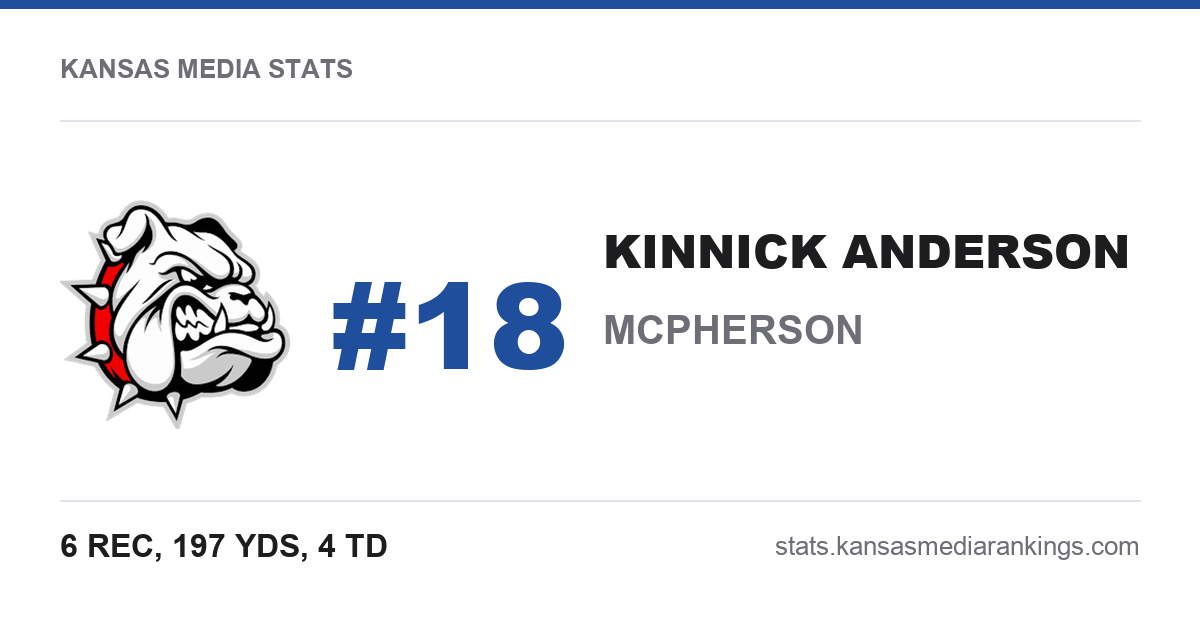 KANSAS MEDIA STATS
#18
KINNICK ANDERSON
MCPHERSON
6 REC, 197 YDS, 4 TD
stats.kansasmediarankings.com